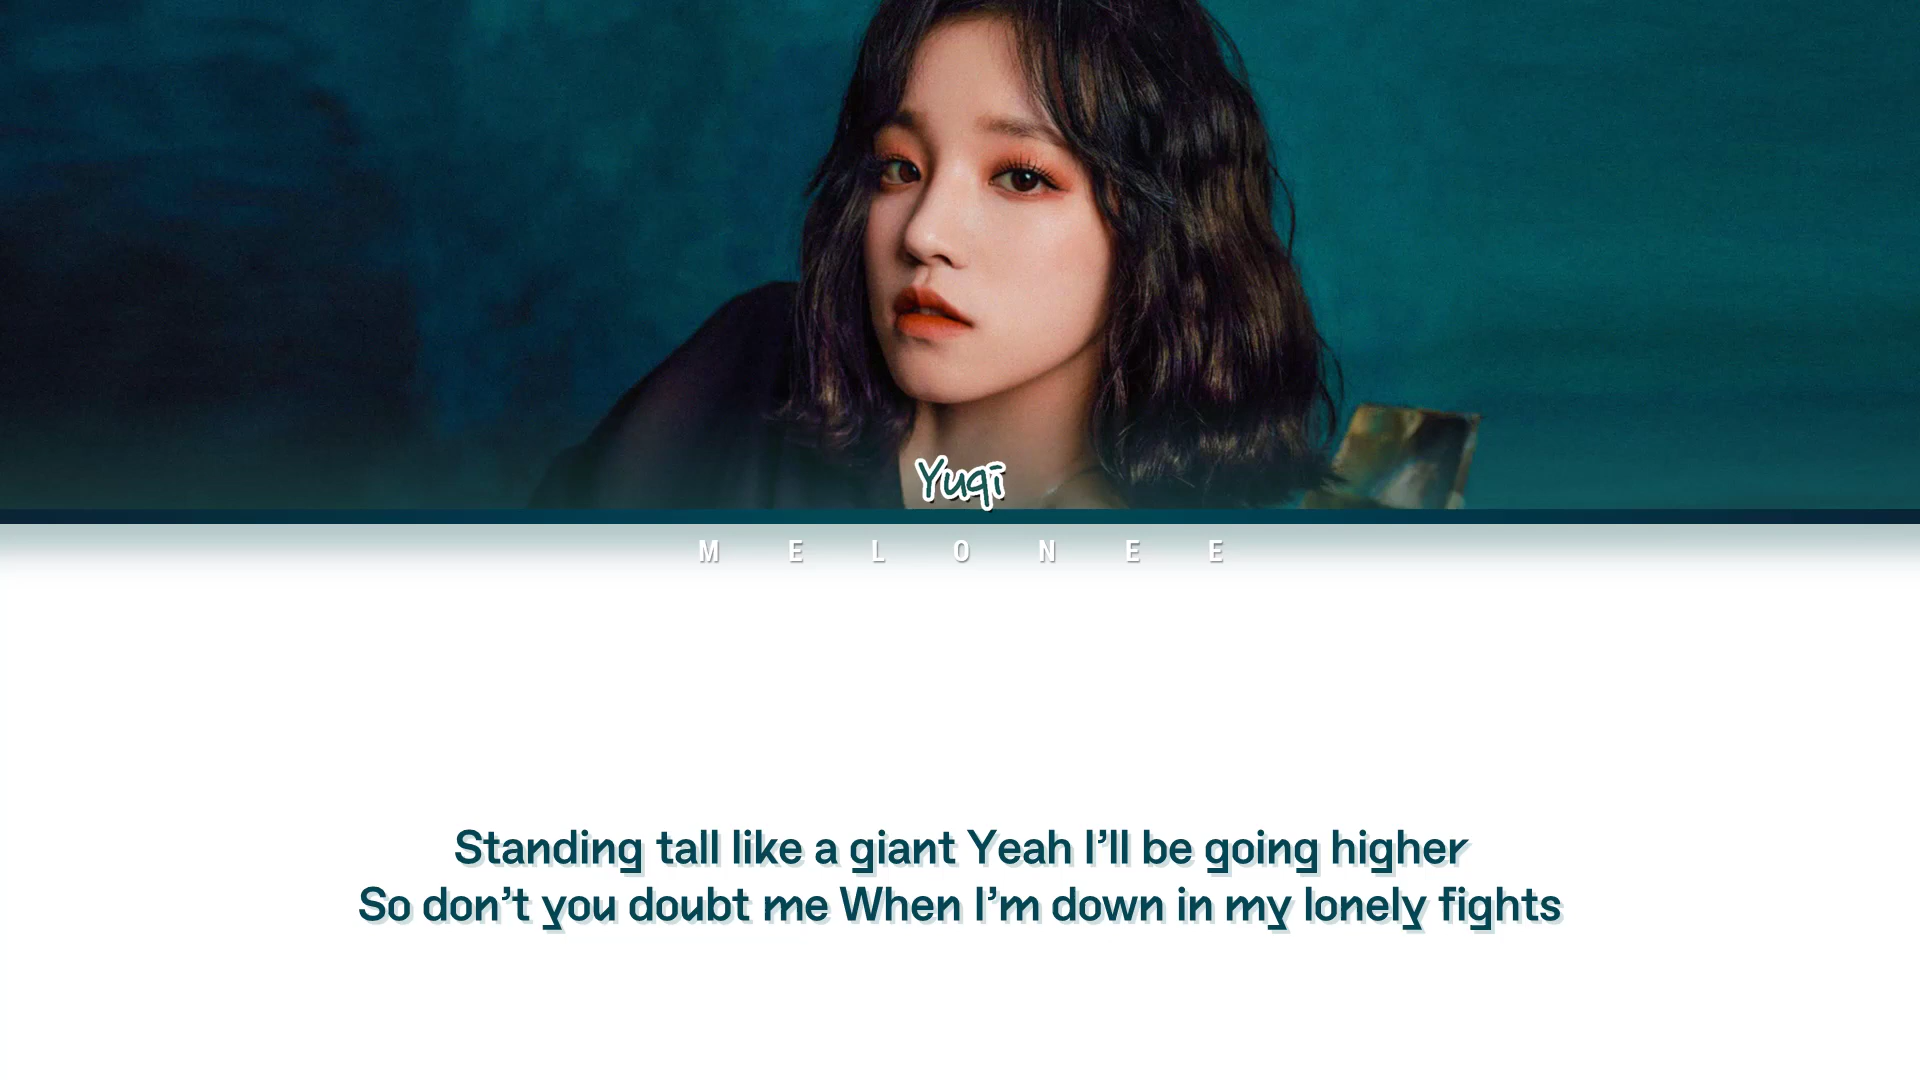 Yuqi
MELONEE
Standing tall like a giant Yeah I’ll be going higher
So don’t you doubt me When I’m down in my lonely fights